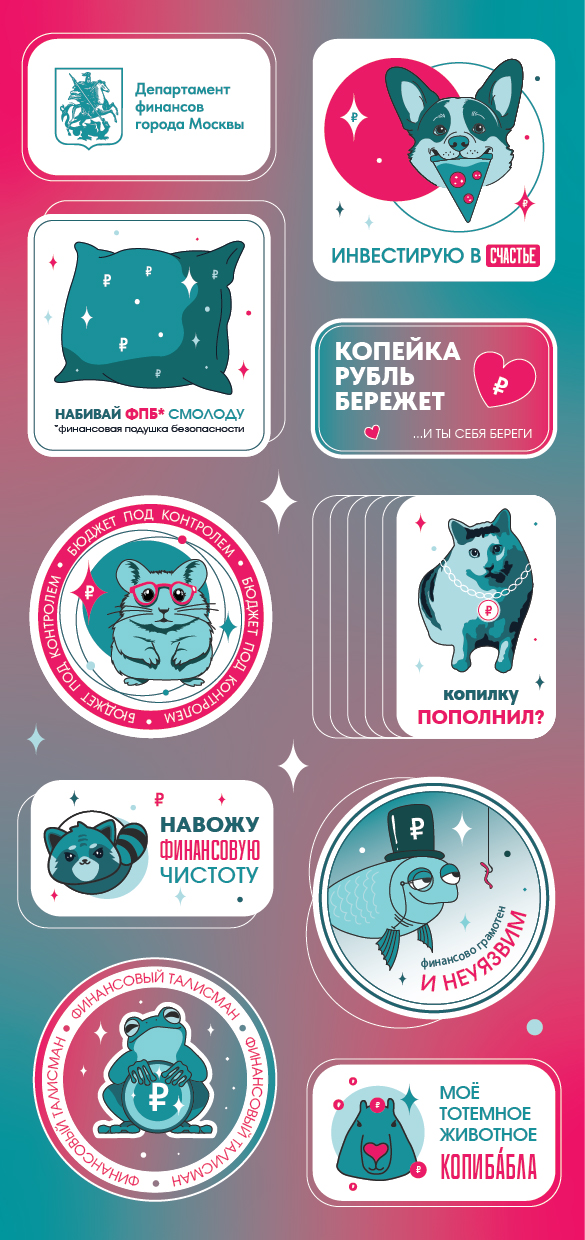 Департамент
финансов
города Москвы
₽
₽
ИНВЕСТИРУЮ В СЧАСТЬЕ
₽
₽
₽
₽
НАБИВАЙ ФПБ* СМОЛОДУ
*финансовая подушка безопасности
КОПЕЙКА
РУБЛЬ
БЕРЕЖЕТ
₽
...И ТЫ СЕБЯ БЕРЕГИ
БЮДЖЕТ ПОД КОНТРОЛЕМ • БЮДЖЕТ ПОД КОНТРОЛЕМ • БЮДЖЕТ ПОД КОНТРОЛЕМ •
₽
₽
копилку
ПОПОЛНИЛ?
₽
НАВОЖУ
ФИНАНСОВУЮ
ЧИСТОТУ
₽
финансово грамотен
И НЕУЯЗВИМ
ФИНАНСОВЫЙ ТАЛИСМАН • ФИНАНСОВЫЙ ТАЛИСМАН • ФИНАНСОВЫЙ ТАЛИСМАН •
₽
₽
₽
₽
₽
₽
МОЁ
ТОТЕМНОЕ
ЖИВОТНОЕ
КОПИБÁБЛА